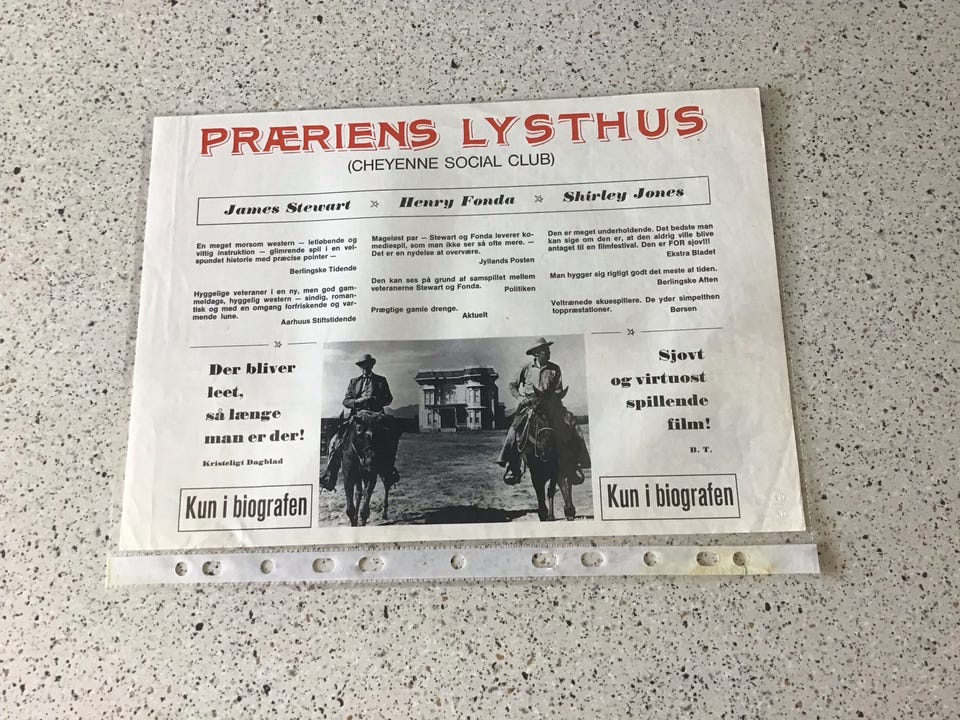 PRÆRIENS LYSTHUS
(CHEYENNE SOCIAL CLUB)
James Stewart Henry Fonda Shirley Jones
En meget morsom western — letløbende og
vittig instruktion — glimrende spil i en vel-
spundet historie med præcise pointer —
Berlingske Tidende
Hyggelige veteraner i en ny, men god gam-
meldags, hyggelig western — sindig, roman-
tisk og med en omgang forfriskende og var-
mende lune.
Aarhuus Stiftstidende
Mageløst par — Stewart og Fonda leverer ko-
mediespil, som man ikke ser så ofte mere. —
Det er en nydelse at overvære.
Jyllands Posten
Den kan ses på grund af samspillet mellem
veteranerne Stewart og Fonda.
Politiken
Prægtige gamle drenge.
Aktuelt
Den er meget underholdende. Det bedste man
kan sige om den er, at den aldrig ville blive
antaget til en filmfestival. Den er FOR sjov!!!
Ekstra Bladet
Man hygger sig rigtigt godt det meste af tiden.
Berlingske Aften
Veltrænede skuespillere. De yder simpelthen
toppræstationer.
Børsen
Der bliver
leet,
så længe
man er der!
Kristeligt Dagblad
Kun i biografen
Sjovt
og virtuost
spillende
film!
B. T.
Kun i biografen